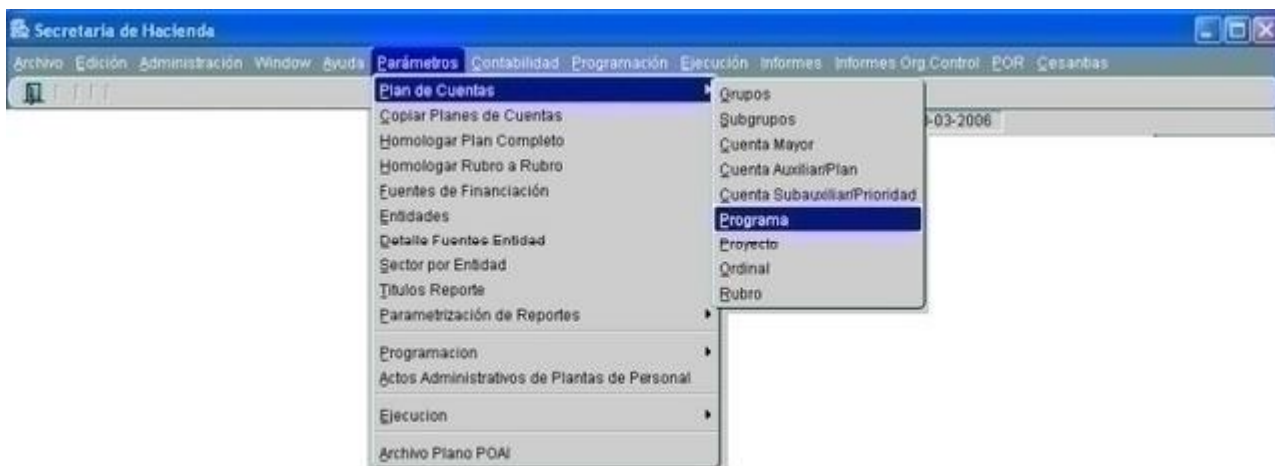 Secretaria de Hacienda
Archivo Edición Administración Window Ayuda Parámetros Contabilidad Programación Ejecución Informes Informes Org.Control POR Cesantias
Plan de Cuentas
Copiar Planes de Cuentas
Homologar Plan Completo
Homologar Rubro a Rubro
Fuentes de Financiación
Entidades
Detalle Fuentes Entidad
Sector por Entidad
Titulos Reporte
Parametrización de Reportes
Programacion
Actos Administrativos de Plantas de Personal
Ejecucion
Archivo Plano POAI
Grupos
Subgrupos
Cuenta Mayor
Cuenta Auxiliar/Plan
Cuenta Subauxiliar/Prioridad
Programa
Proyecto
Ordinal
Rubro
-03-2006